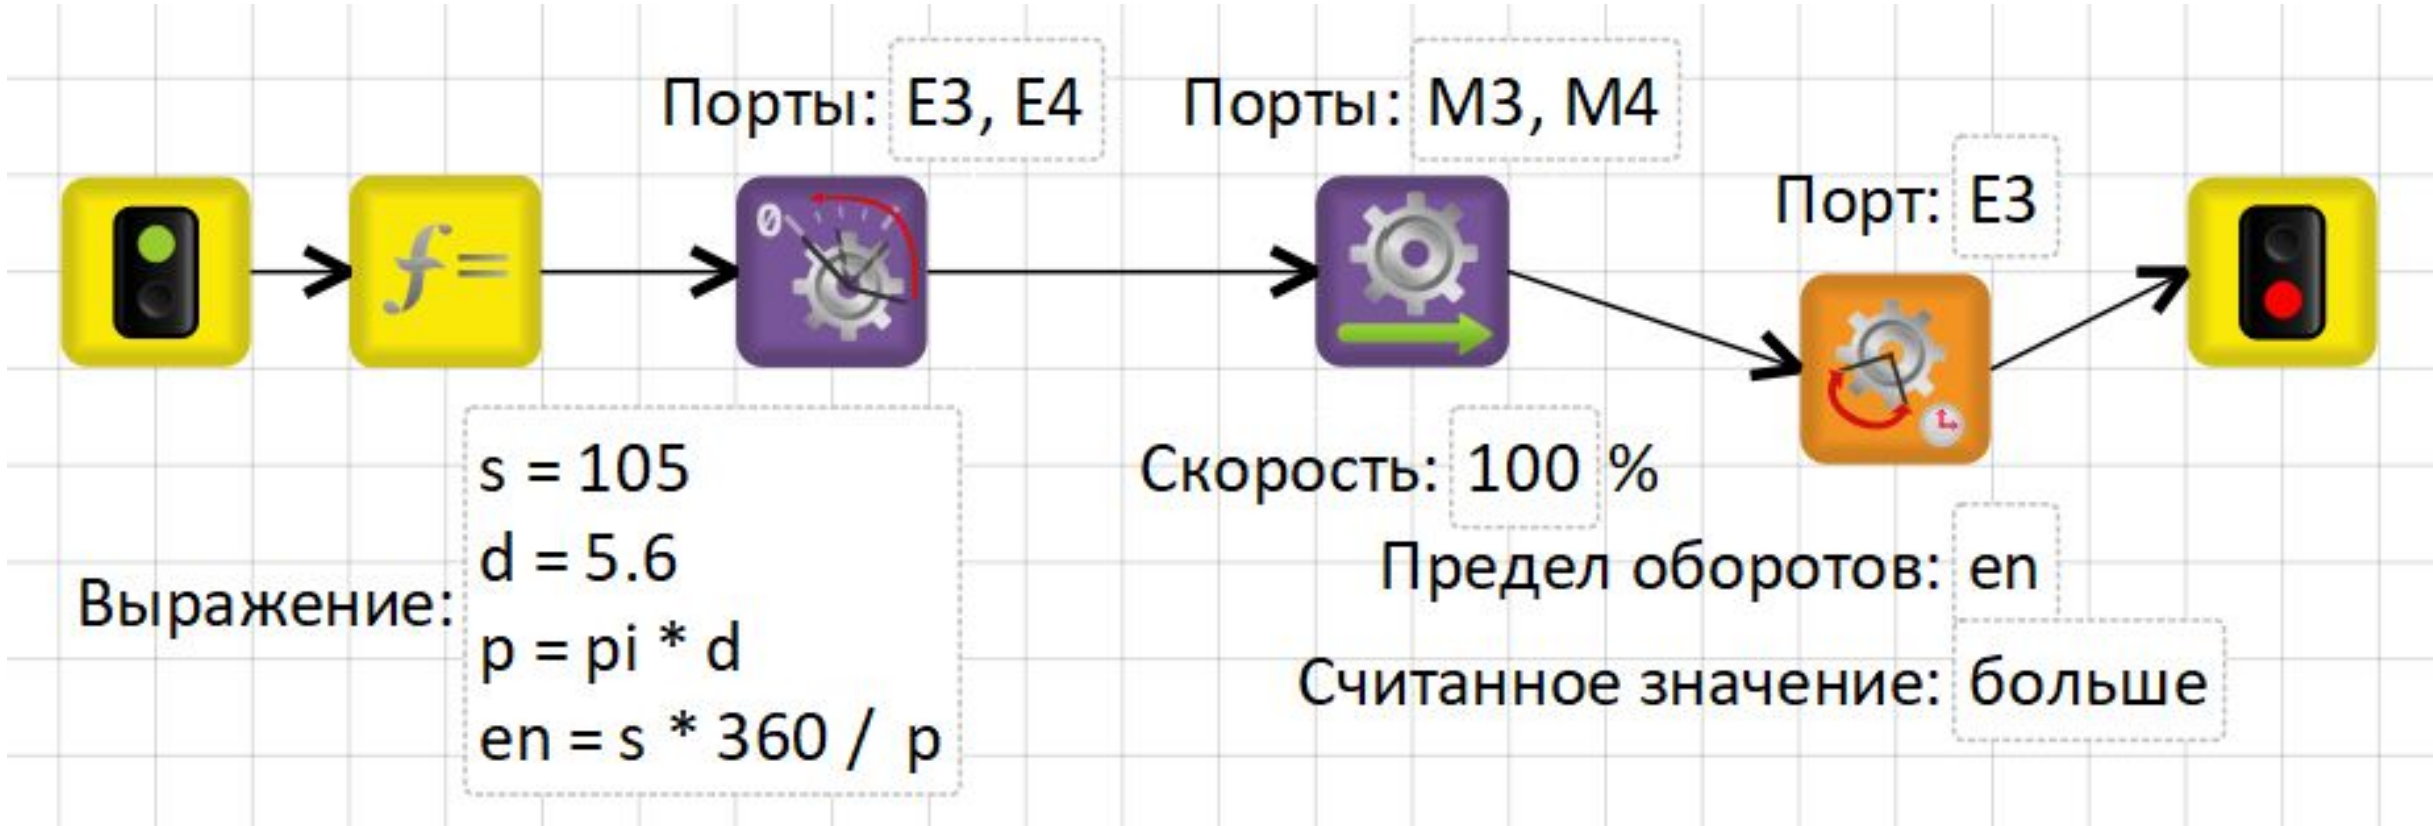 Порты: E3, E4
Порты: M3, M4
Порт: E3
0
f =
Выражение:
s = 105
d = 5.6
p = pi * d
en = s * 360 / p
Скорость: 100 %
Предел оборотов: en
Считанное значение: больше